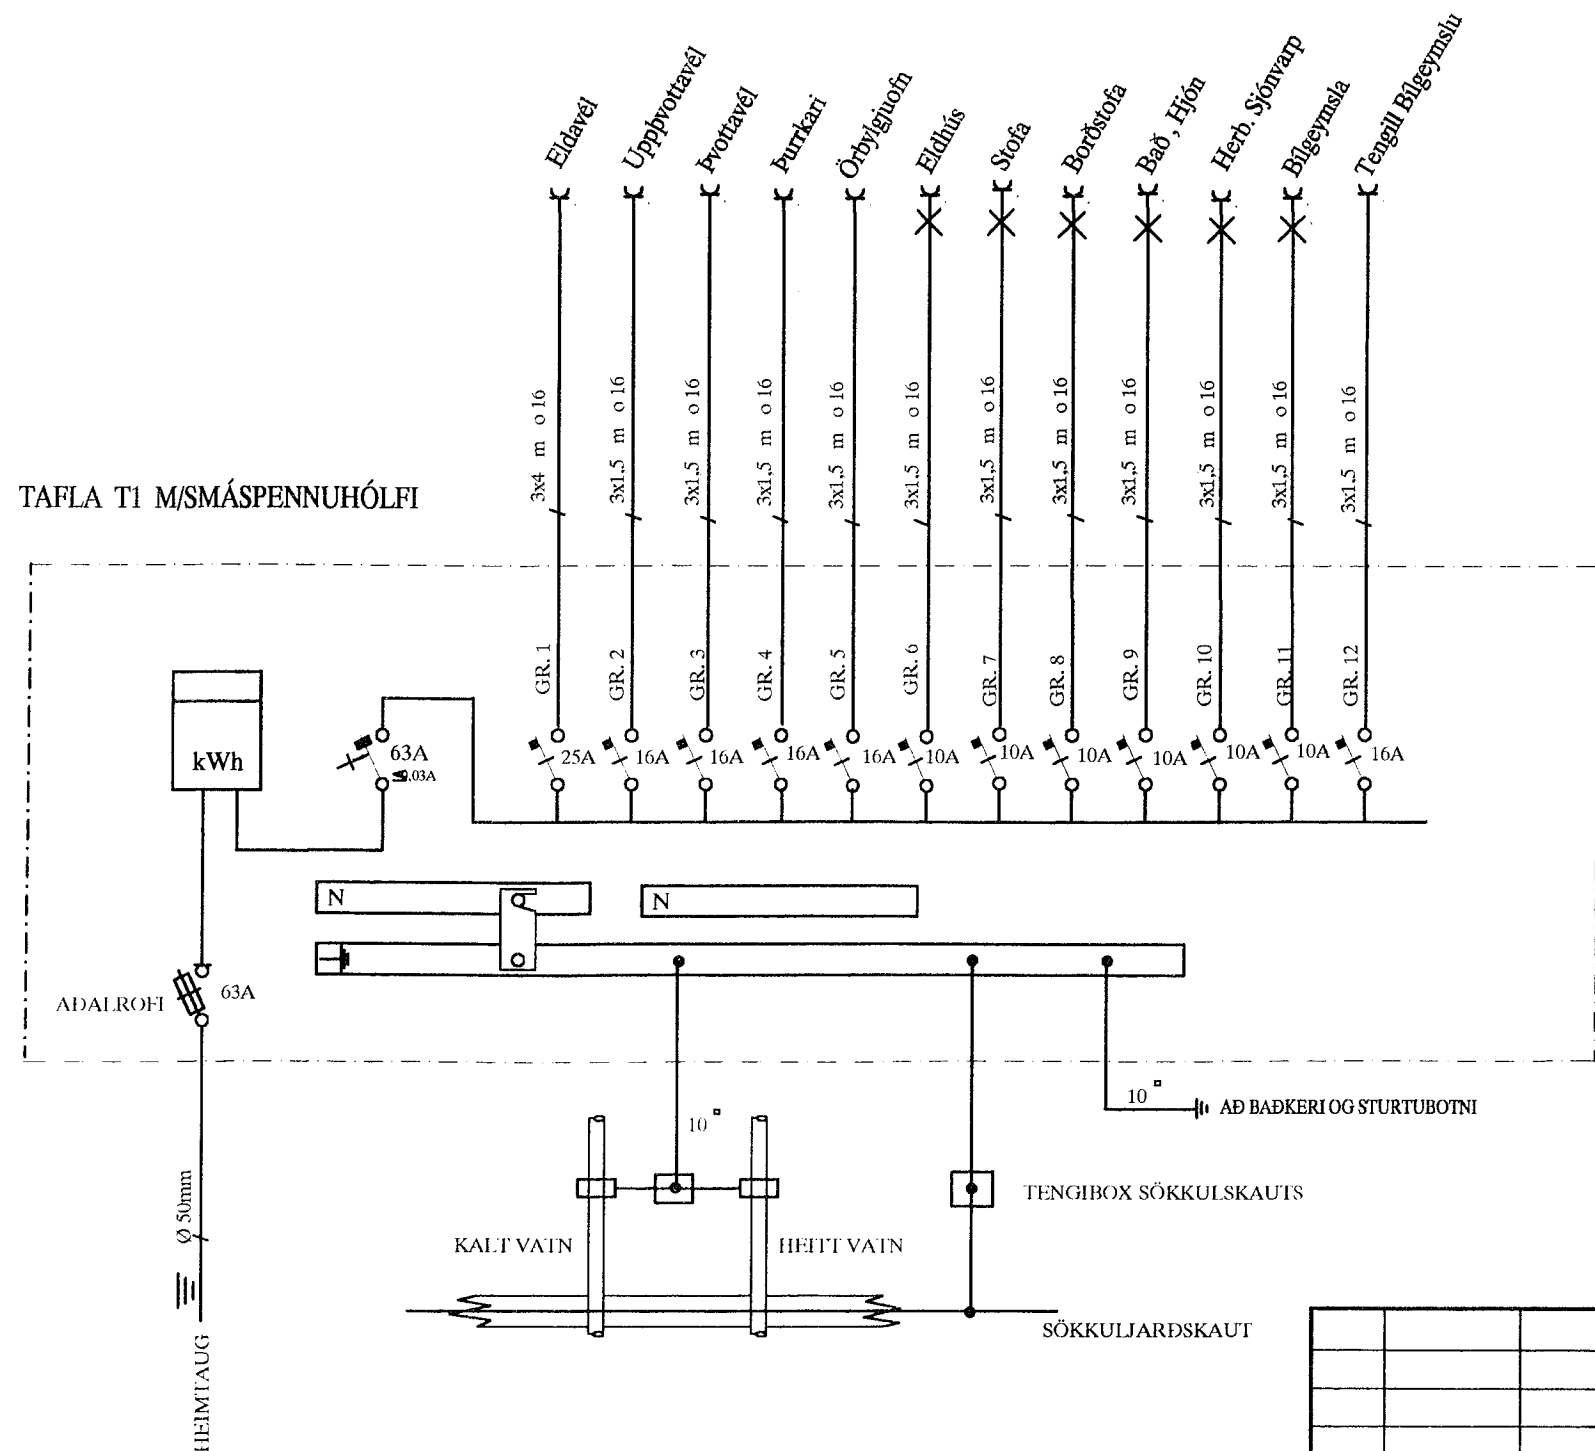 Eldavél
Uppþvottavél
Þvottavél
Þurrkari
Örbylgjuofn
Eldhús
Stofa
Borðstofa
Bað , Hjón
Herb. Sjónvarp
Bílgeymsla
Tengill Bílgeymslu
3x4 m o 16
3x1,5 m o 16
3x1,5 m o 16
3x1,5 m o 16
3x1,5 m o 16
3x1,5 m o 16
3x1,5 m o 16
3x1,5 m o 16
3x1,5 m o 16
3x1,5 m o 16
3x1,5 m o 16
3x1,5 m o 16
TAFLA T1 M/SMÁSPENNUHÓLFI
GR. 1
GR. 2
GR. 3
GR. 4
GR. 5
GR. 6
GR. 7
GR. 8
GR. 9
GR. 10
GR. 11
GR. 12
kWh
63A
0,03A
25A
16A
16A
16A
16A
10A
10A
10A
10A
10A
10A
16A
N
N
AÐALROFI
63A
10
AÐ BAÐKERI OG STURTUBOTNI
10
Ø 50mm
TENGIBOX SÖKKULSKAUTS
KALT VATN
HEITT VATN
SÖKKULJARÐSKAUT
HEIMTAUG